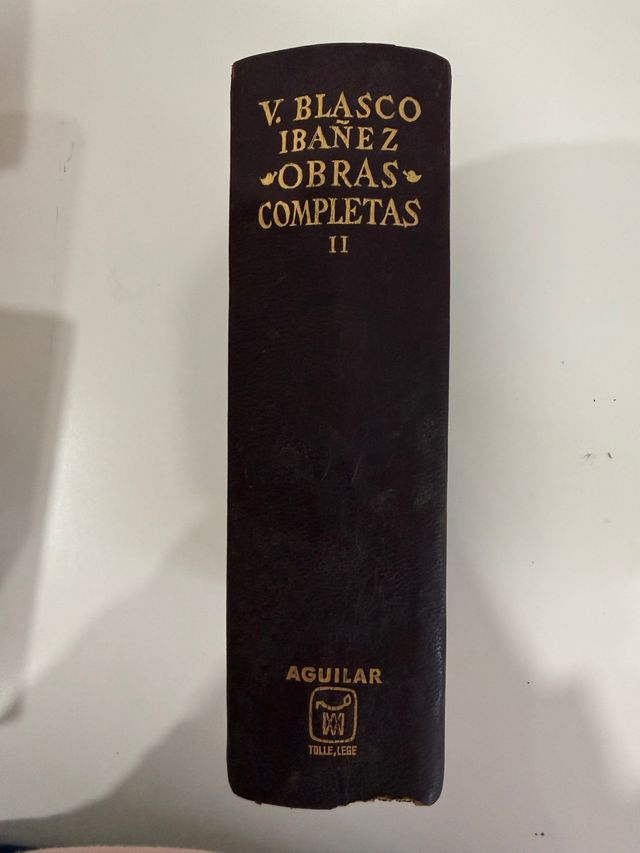 V. BLASCO
IBAÑEZ
OBRAS
COMPLETAS
II
AGUILAR
TOLLE, LEGE